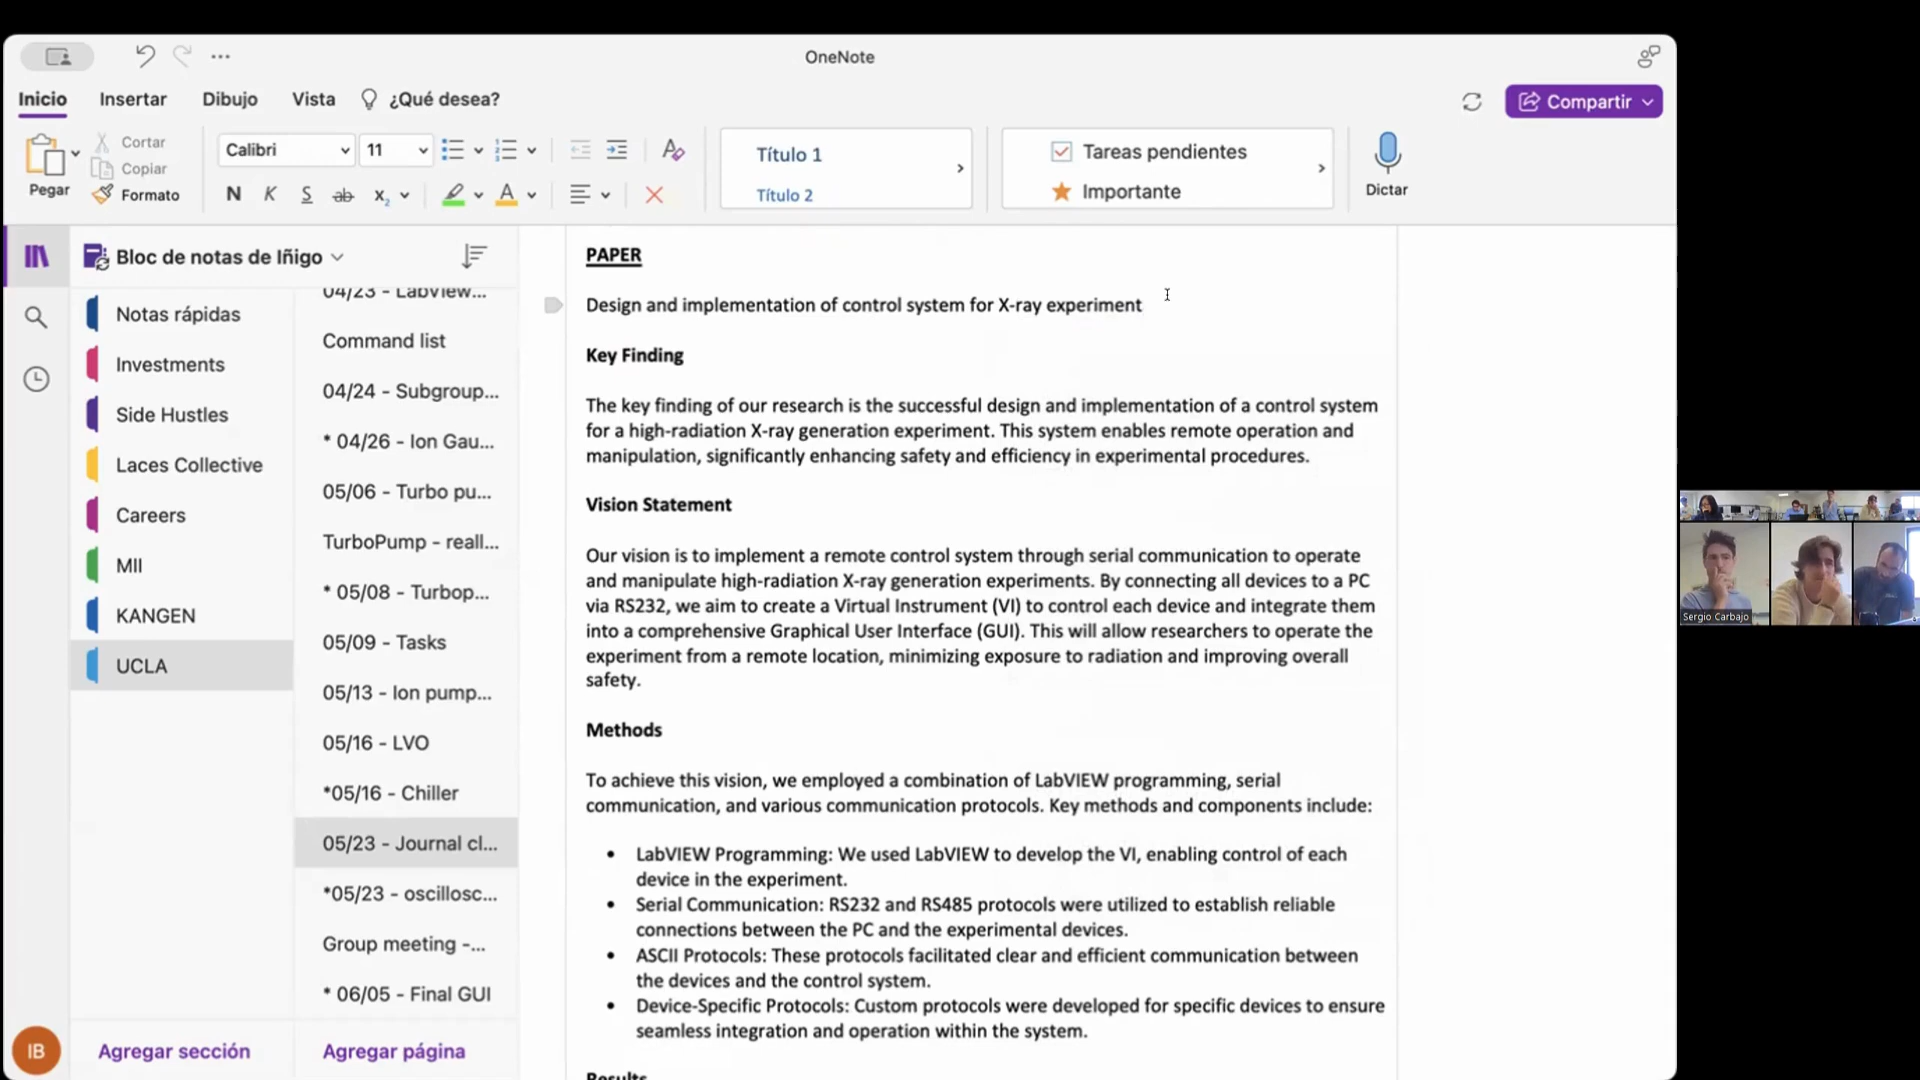 OneNote
Inicio
Insertar
Dibujo
Vista
¿Qué desea?
Compartir
Pegar
Cortar
Copiar
Formato
Calibri
11
N K S ab x₂ A
Título 1
Título 2
Tareas pendientes
Importante
Dictar
Bloc de notas de Iñigo
Notas rápidas
Investments
Side Hustles
Laces Collective
Careers
MII
KANGEN
UCLA
Agregar sección
04/23 - LabView...
Command list
04/24 - Subgroup...
* 04/26 - Ion Gau...
05/06 - Turbo pu...
TurboPump - reall...
* 05/08 - Turbop...
05/09 - Tasks
05/13 - Ion pump...
05/16 - LVO
*05/16 - Chiller
05/23 - Journal cl...
*05/23 - oscillosc...
Group meeting -...
* 06/05 - Final GUI
Agregar página
IB
PAPER
Design and implementation of control system for X-ray experiment
Key Finding
The key finding of our research is the successful design and implementation of a control system
for a high-radiation X-ray generation experiment. This system enables remote operation and
manipulation, significantly enhancing safety and efficiency in experimental procedures.
Vision Statement
Our vision is to implement a remote control system through serial communication to operate
and manipulate high-radiation X-ray generation experiments. By connecting all devices to a PC
via RS232, we aim to create a Virtual Instrument (VI) to control each device and integrate them
into a comprehensive Graphical User Interface (GUI). This will allow researchers to operate the
experiment from a remote location, minimizing exposure to radiation and improving overall
safety.
Methods
To achieve this vision, we employed a combination of LabVIEW programming, serial
communication, and various communication protocols. Key methods and components include:
• LabVIEW Programming: We used LabVIEW to develop the VI, enabling control of each
device in the experiment.
• Serial Communication: RS232 and RS485 protocols were utilized to establish reliable
connections between the PC and the experimental devices.
• ASCII Protocols: These protocols facilitated clear and efficient communication between
the devices and the control system.
• Device-Specific Protocols: Custom protocols were developed for specific devices to ensure
seamless integration and operation within the system.
Results
Sergio Carbajo